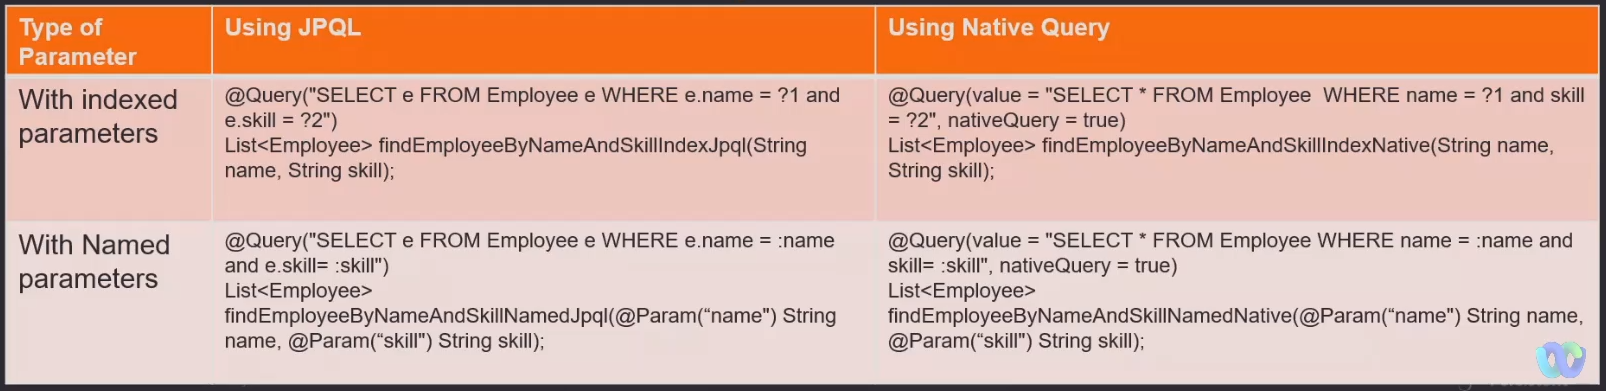 Type of
Parameter
Using JPQL
Using Native Query
With indexed
parameters
@Query("SELECT e FROM Employee e WHERE e.name = ?1 and
e.skill = ?2")
List<Employee> findEmployeeByNameAndSkillIndexJpql(String
name, String skill);
@Query(value = "SELECT * FROM Employee  WHERE name = ?1 and skill
= ?2", nativeQuery = true)
List<Employee> findEmployeeByNameAndSkillIndexNative(String name,
String skill);
With Named
parameters
@Query("SELECT e FROM Employee e WHERE e.name = :name
and e.skill= :skill")
List<Employee>
findEmployeeByNameAndSkillNamedJpql(@Param(“name") String
name, @Param(“skill") String skill);
@Query(value = "SELECT * FROM Employee WHERE name = :name and
skill= :skill", nativeQuery = true)
List<Employee>
findEmployeeByNameAndSkillNamedNative(@Param(“name") String name,
@Param(“skill") String skill);